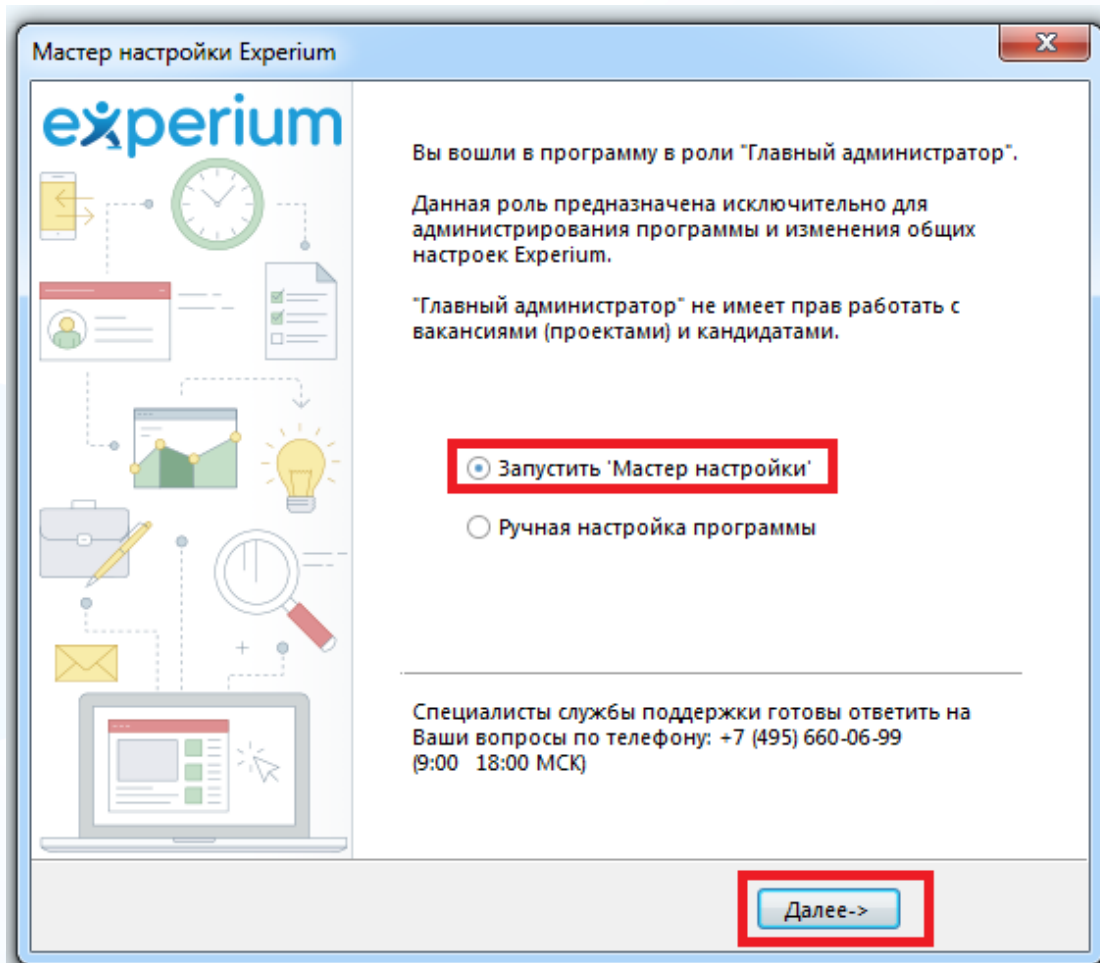 Мастер настройки Experium
experium
Вы вошли в программу в роли "Главный администратор".
Данная роль предназначена исключительно для
администрирования программы и изменения общих
настроек Experium.
"Главный администратор" не имеет прав работать с
вакансиями (проектами) и кандидатами.
Запустить 'Мастер настройки'
Ручная настройка программы
Специалисты службы поддержки готовы ответить на
Ваши вопросы по телефону: +7 (495) 660-06-99
(9:00 18:00 МСК)
Далее->